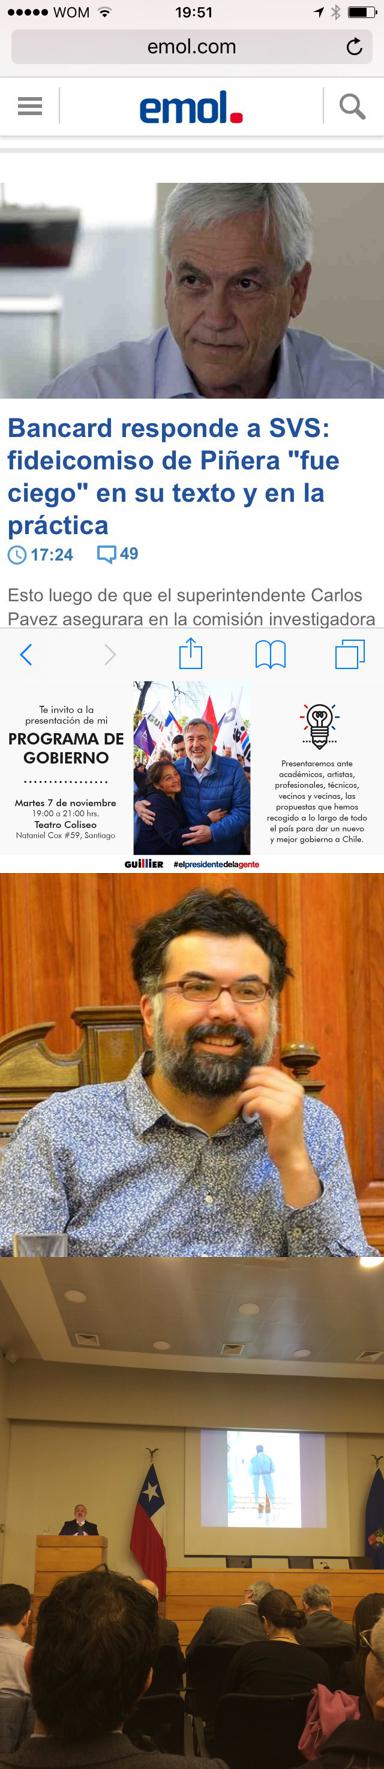 WOM
19:51
emol.com
emol.
Bancard responde a SVS:
fideicomiso de Piñera "fue
ciego" en su texto y en la
práctica
17:24
49
Esto luego de que el superintendente Carlos
Pavez asegurara en la comisión investigadora
Te invito a la
presentación de mi
PROGRAMA DE
GOBIERNO
Martes 7 de noviembre
19:00 a 21:00 hrs.
Teatro Coliseo
Nataniel Cox #59, Santiago
Presentaremos ante
académicos, artistas,
profesionales, técnicos,
vecinos y vecinas, las
propuestas que hemos
recogido a lo largo de todo
el país para dar un nuevo
y mejor gobierno a Chile.
GUILLIER
#elpresidentedelagente